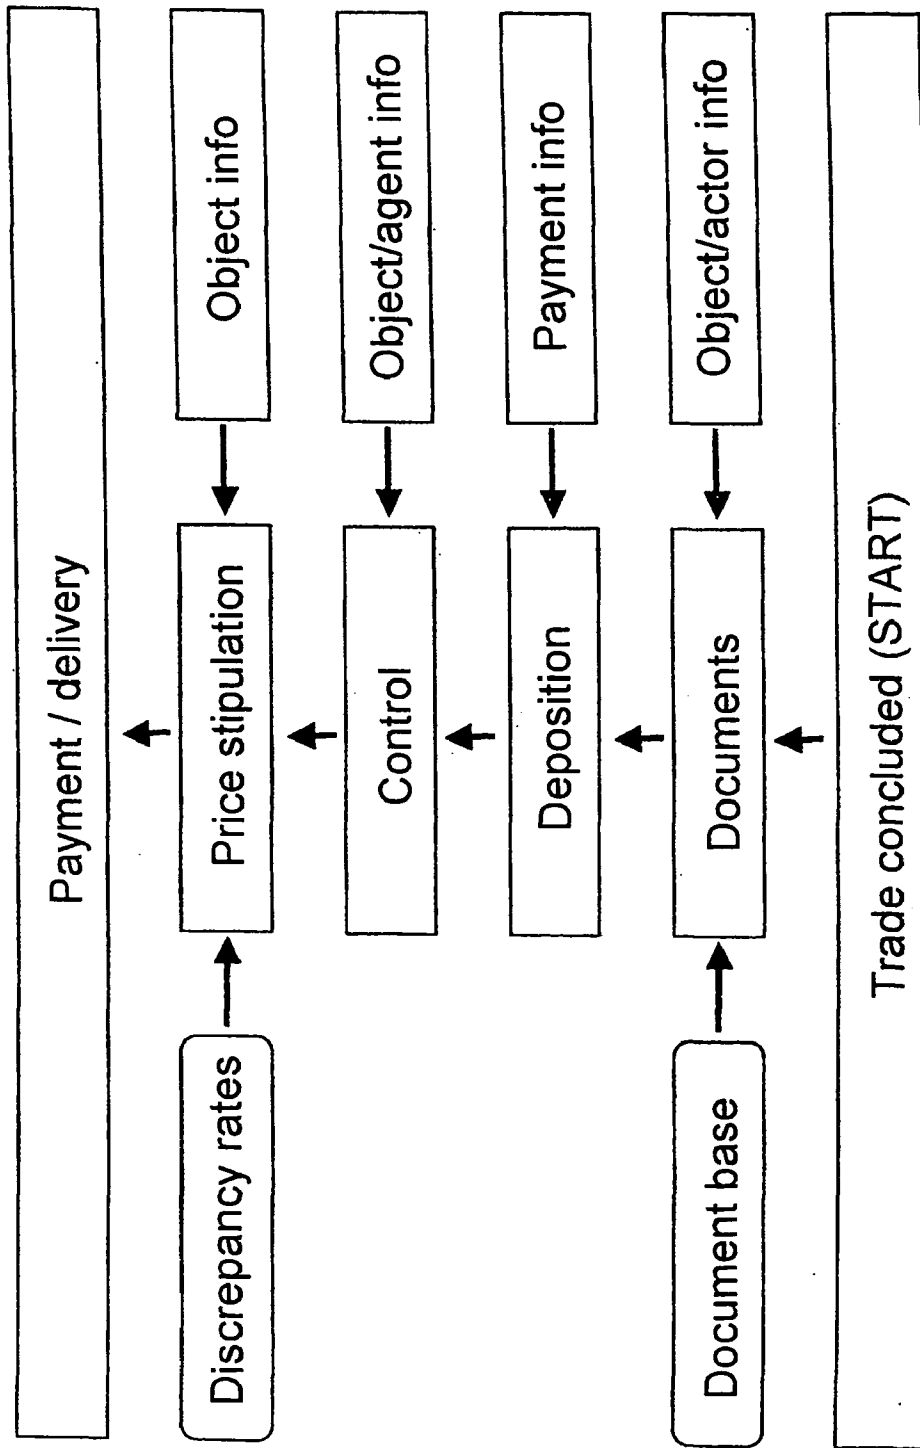 Payment / delivery
Discrepancy rates
Price stipulation
Object info
Control
Object/agent info
Deposition
Payment info
Document base
Documents
Object/actor info
Trade concluded (START)